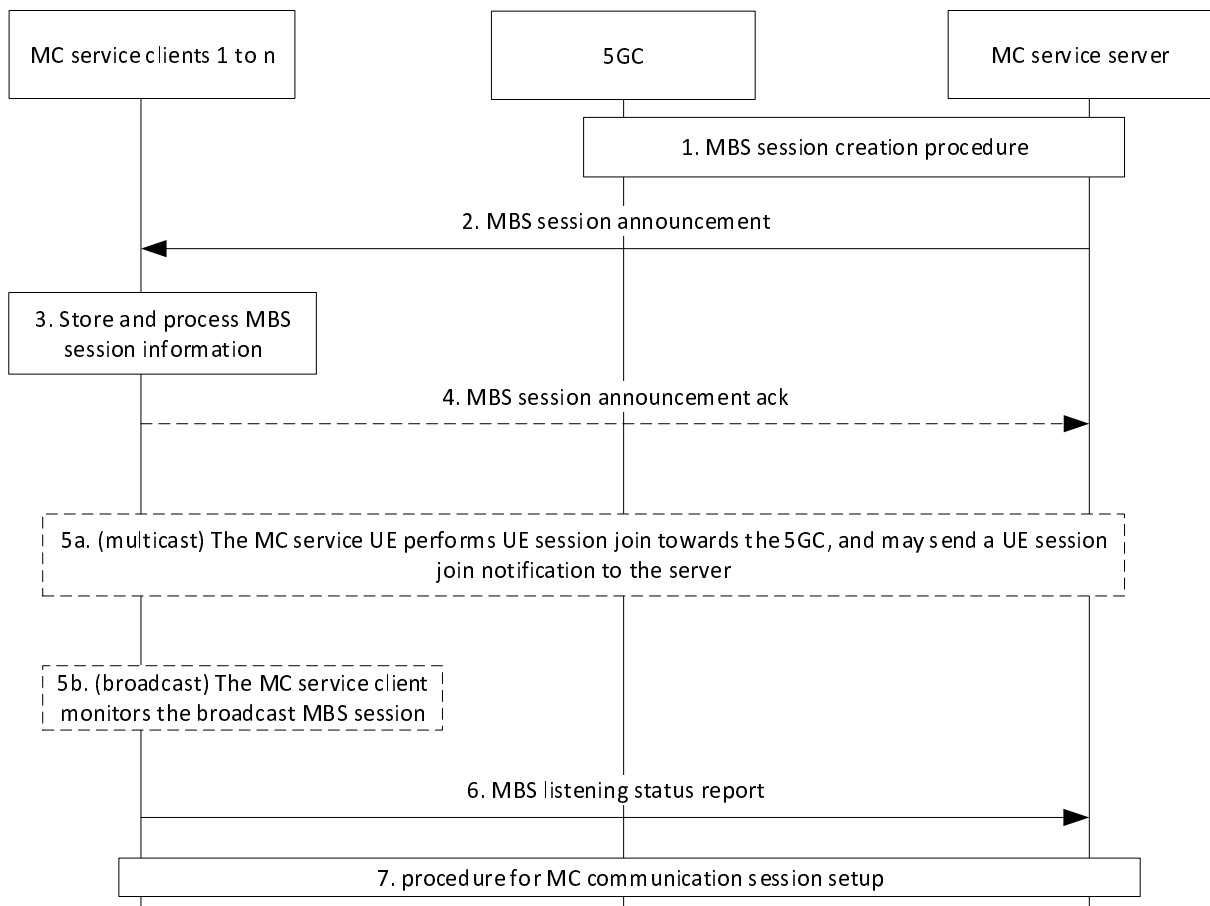 MC service clients 1 to n
5GC
MC service server
1. MBS session creation procedure
2. MBS session announcement
3. Store and process MBS
session information
4. MBS session announcement ack
5a. (multicast) The MC service UE performs UE session join towards the 5GC, and may send a UE session
join notification to the server
5b. (broadcast) The MC service client
monitors the broadcast MBS session
6. MBS listening status report
7. procedure for MC communication session setup